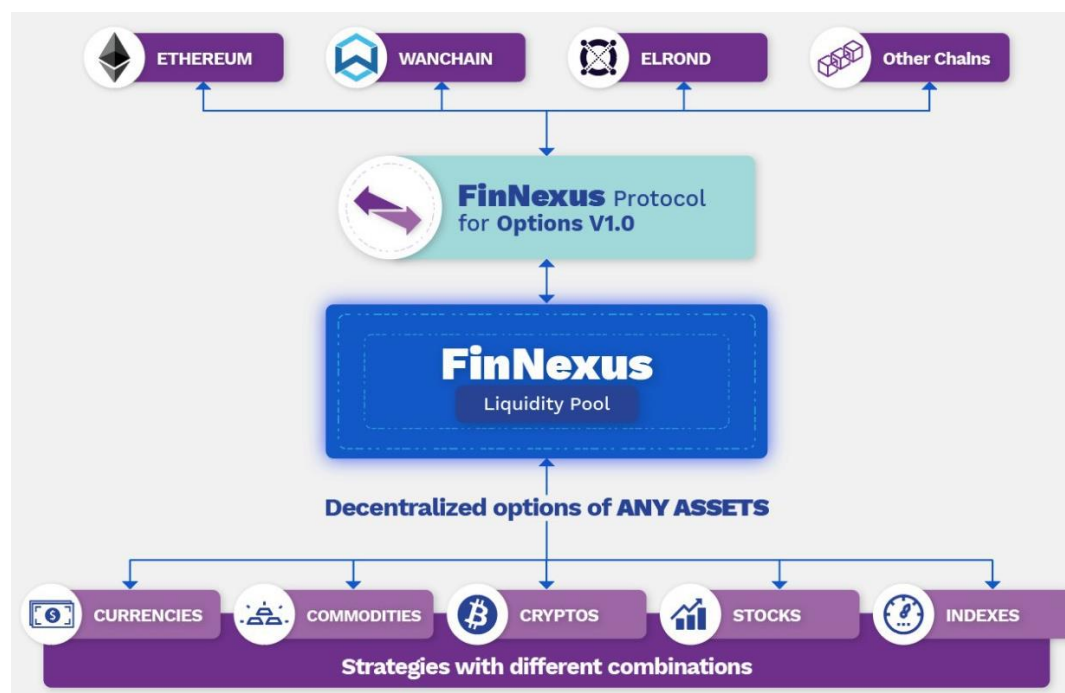 ETHEREUM
WANCHAIN
ELROND
Other Chains
FinNexus Protocol
for Options V1.0
FinNexus
Liquidity Pool
Decentralized options of ANY ASSETS
CURRENCIES
COMMODITIES
CRYPTOS
STOCKS
INDEXES
Strategies with different combinations